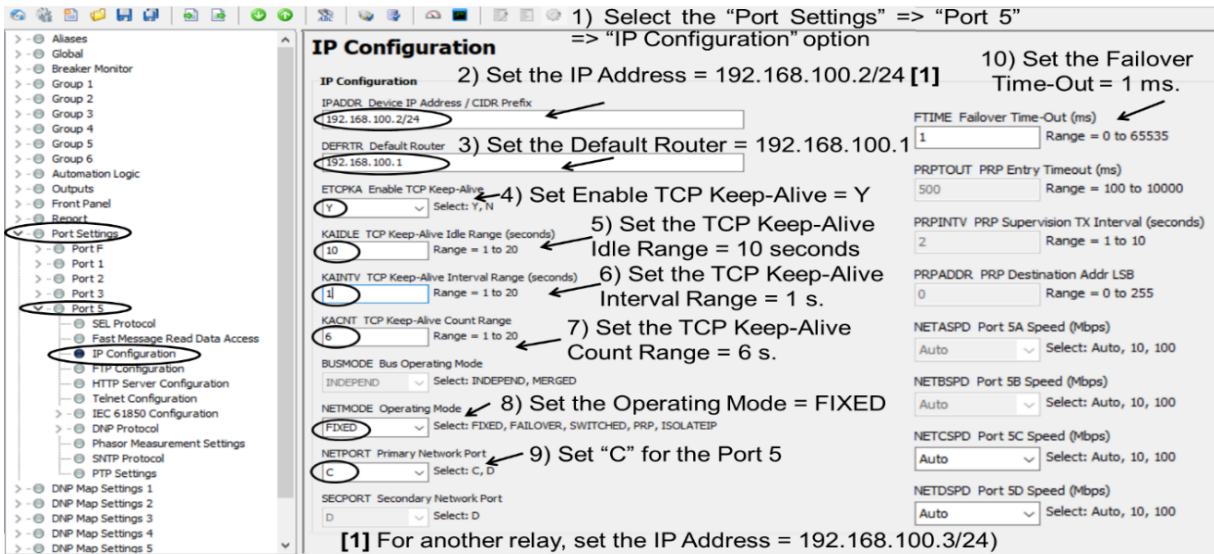 1) Select the “Port Settings” => “Port 5”
=> “IP Configuration” option
> Aliases
> Global
> Breaker Monitor
> Group 1
> Group 2
> Group 3
> Group 4
> Group 5
> Group 6
> Automation Logic
> Outputs
> Front Panel
> Report
Port Settings
> Port F
> Port 1
> Port 2
> Port 3
Port 5
SEL Protocol
Fast Message Read Data Access
IP Configuration
FTP Configuration
HTTP Server Configuration
Telnet Configuration
> IEC 61850 Configuration
> DNP Protocol
Phasor Measurement Settings
SNTP Protocol
PTP Settings
> DNP Map Settings 1
> DNP Map Settings 2
> DNP Map Settings 3
> DNP Map Settings 4
> DNP Map Settings 5
IP Configuration
IP Configuration
2) Set the IP Address = 192.168.100.2/24 [1]
IPADDR Device IP Address / CIDR Prefix
192.168.100.2/24
DEFRTR Default Router
3) Set the Default Router = 192.168.100.1
192.168.100.1
ETCPKA Enable TCP Keep-Alive
4) Set Enable TCP Keep-Alive = Y
Y
Select: Y, N
5) Set the TCP Keep-Alive
Idle Range = 10 seconds
KAIDLE TCP Keep-Alive Idle Range (seconds)
10
Range = 1 to 20
KAINTV TCP Keep-Alive Interval Range (seconds)
6) Set the TCP Keep-Alive
Interval Range = 1 s.
1
Range = 1 to 20
KACNT TCP Keep-Alive Count Range
6
Range = 1 to 20
7) Set the TCP Keep-Alive
Count Range = 6 s.
BUSMODE Bus Operating Mode
INDEPEND
Select: INDEPEND, MERGED
NETMODE Operating Mode
8) Set the Operating Mode = FIXED
FIXED
Select: FIXED, FAILOVER, SWITCHED, PRP, ISOLATEIP
NETPORT Primary Network Port
9) Set “C” for the Port 5
C
Select: C, D
SECPORT Secondary Network Port
D
Select: D
[1] For another relay, set the IP Address = 192.168.100.3/24)
10) Set the Failover
Time-Out = 1 ms.
FTIME Failover Time-Out (ms)
1
Range = 0 to 65535
PRPTOUT PRP Entry Timeout (ms)
500
Range = 100 to 10000
PRPINTV PRP Supervision TX Interval (seconds)
2
Range = 1 to 10
PRPADDR PRP Destination Addr LSB
0
Range = 0 to 255
NETASPD Port 5A Speed (Mbps)
Auto
Select: Auto, 10, 100
NETBSPD Port 5B Speed (Mbps)
Auto
Select: Auto, 10, 100
NETCSPD Port 5C Speed (Mbps)
Auto
Select: Auto, 10, 100
NETDSPD Port 5D Speed (Mbps)
Auto
Select: Auto, 10, 100